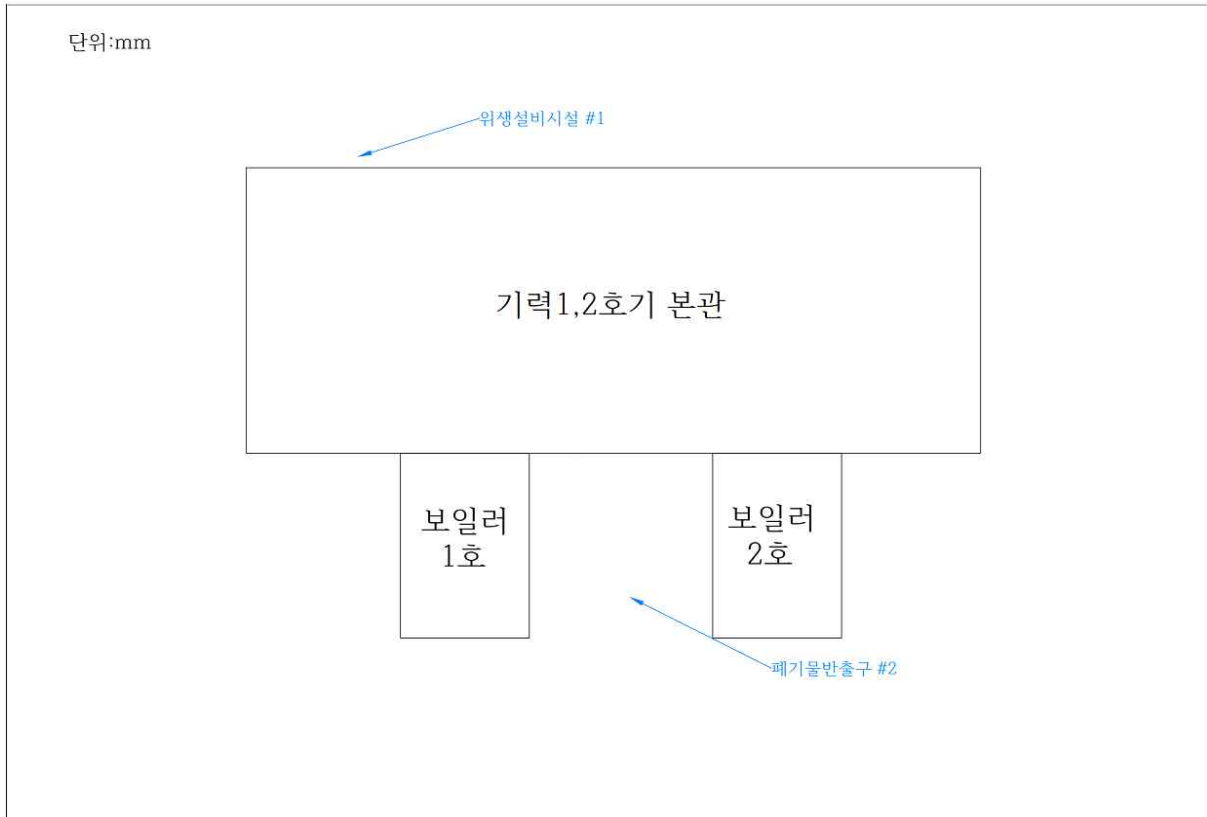 단위:mm
위생설비시설 #1
기력1,2호기 본관
보일러
1호
보일러
2호
폐기물반출구 #2